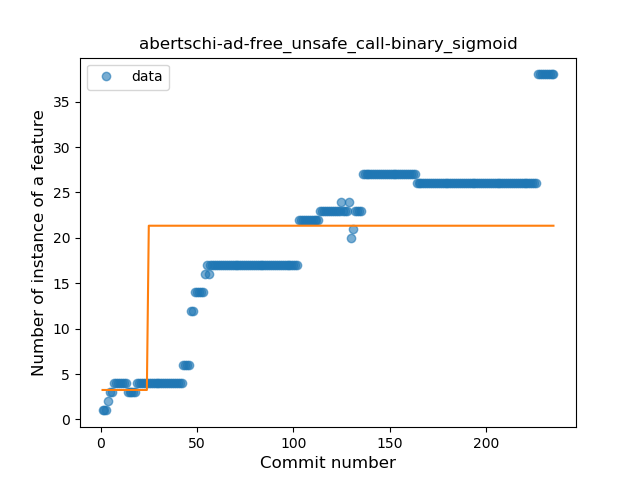 abertschi-ad-free_unsafe_call-binary_sigmoid
data
Number of instance of a feature
35
30
25
20
15
10
5
0
0 50 100 150 200
Commit number